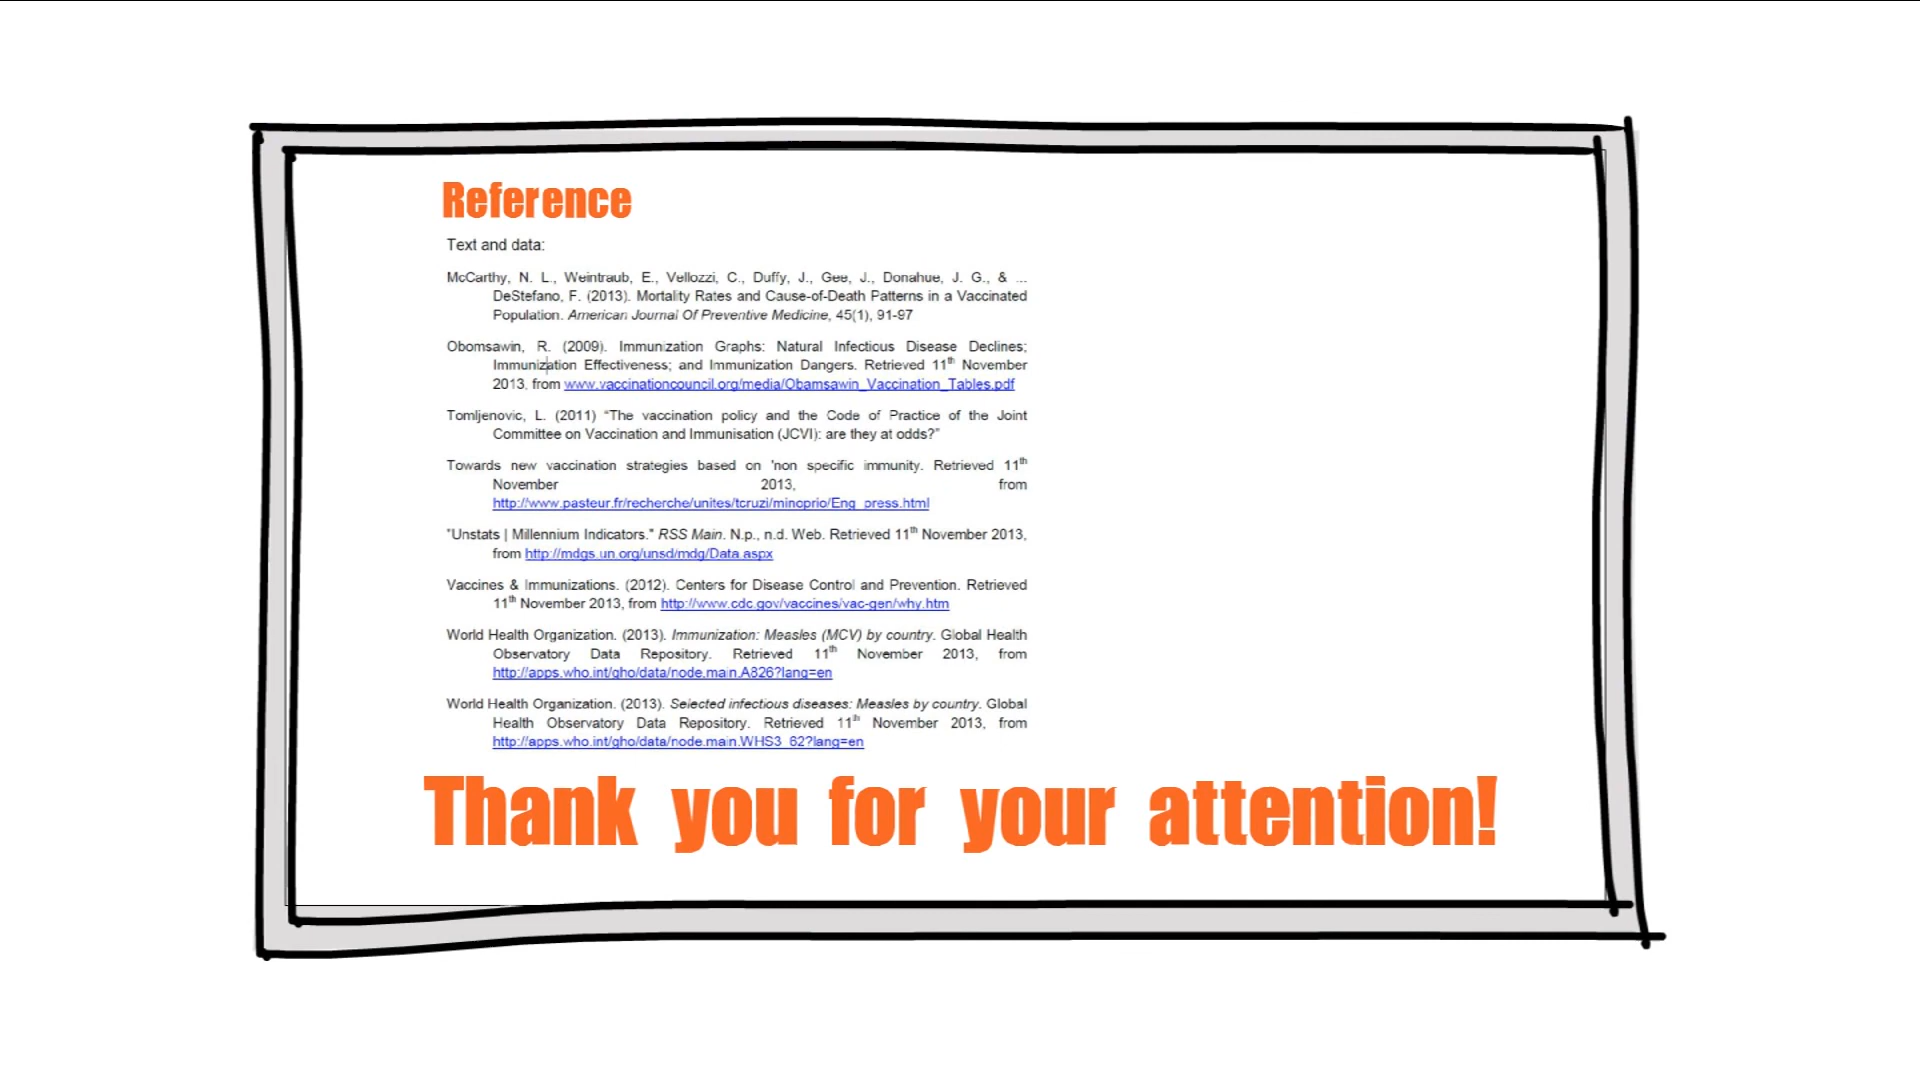 Reference
Text and data:
McCarthy, N. L., Weintraub, E., Vellozzi, C., Duffy, J., Gee, J., Donahue, J. G., & ...
DeStefano, F. (2013). Mortality Rates and Cause-of-Death Patterns in a Vaccinated
Population. American Journal Of Preventive Medicine, 45(1), 91-97
Obomsawin, R. (2009). Immunization Graphs: Natural Infectious Disease Declines;
Immunization Effectiveness; and Immunization Dangers. Retrieved 11th November
2013, from www.vaccinationcouncil.org/media/Obamsawin_Vaccination_Tables.pdf
Tomljenovic, L. (2011) “The vaccination policy and the Code of Practice of the Joint
Committee on Vaccination and Immunisation (JCVI): are they at odds?”
Towards new vaccination strategies based on 'non specific immunity. Retrieved 11th
November 2013, from
http://www.pasteur.fr/recherche/unites/tcruzi/minoprio/Eng_press.html
"Unstats | Millennium Indicators." RSS Main. N.p., n.d. Web. Retrieved 11th November 2013,
from http://mdgs.un.org/unsd/mdg/Data.aspx
Vaccines & Immunizations. (2012). Centers for Disease Control and Prevention. Retrieved
11th November 2013, from http://www.cdc.gov/vaccines/vac-gen/why.htm
World Health Organization. (2013). Immunization: Measles (MCV) by country. Global Health
Observatory Data Repository. Retrieved 11th November 2013, from
http://apps.who.int/gho/data/node.main.A826?lang=en
World Health Organization. (2013). Selected infectious diseases: Measles by country. Global
Health Observatory Data Repository. Retrieved 11th November 2013, from
http://apps.who.int/gho/data/node.main.WHS3_62?lang=en
Thank you for your attention!